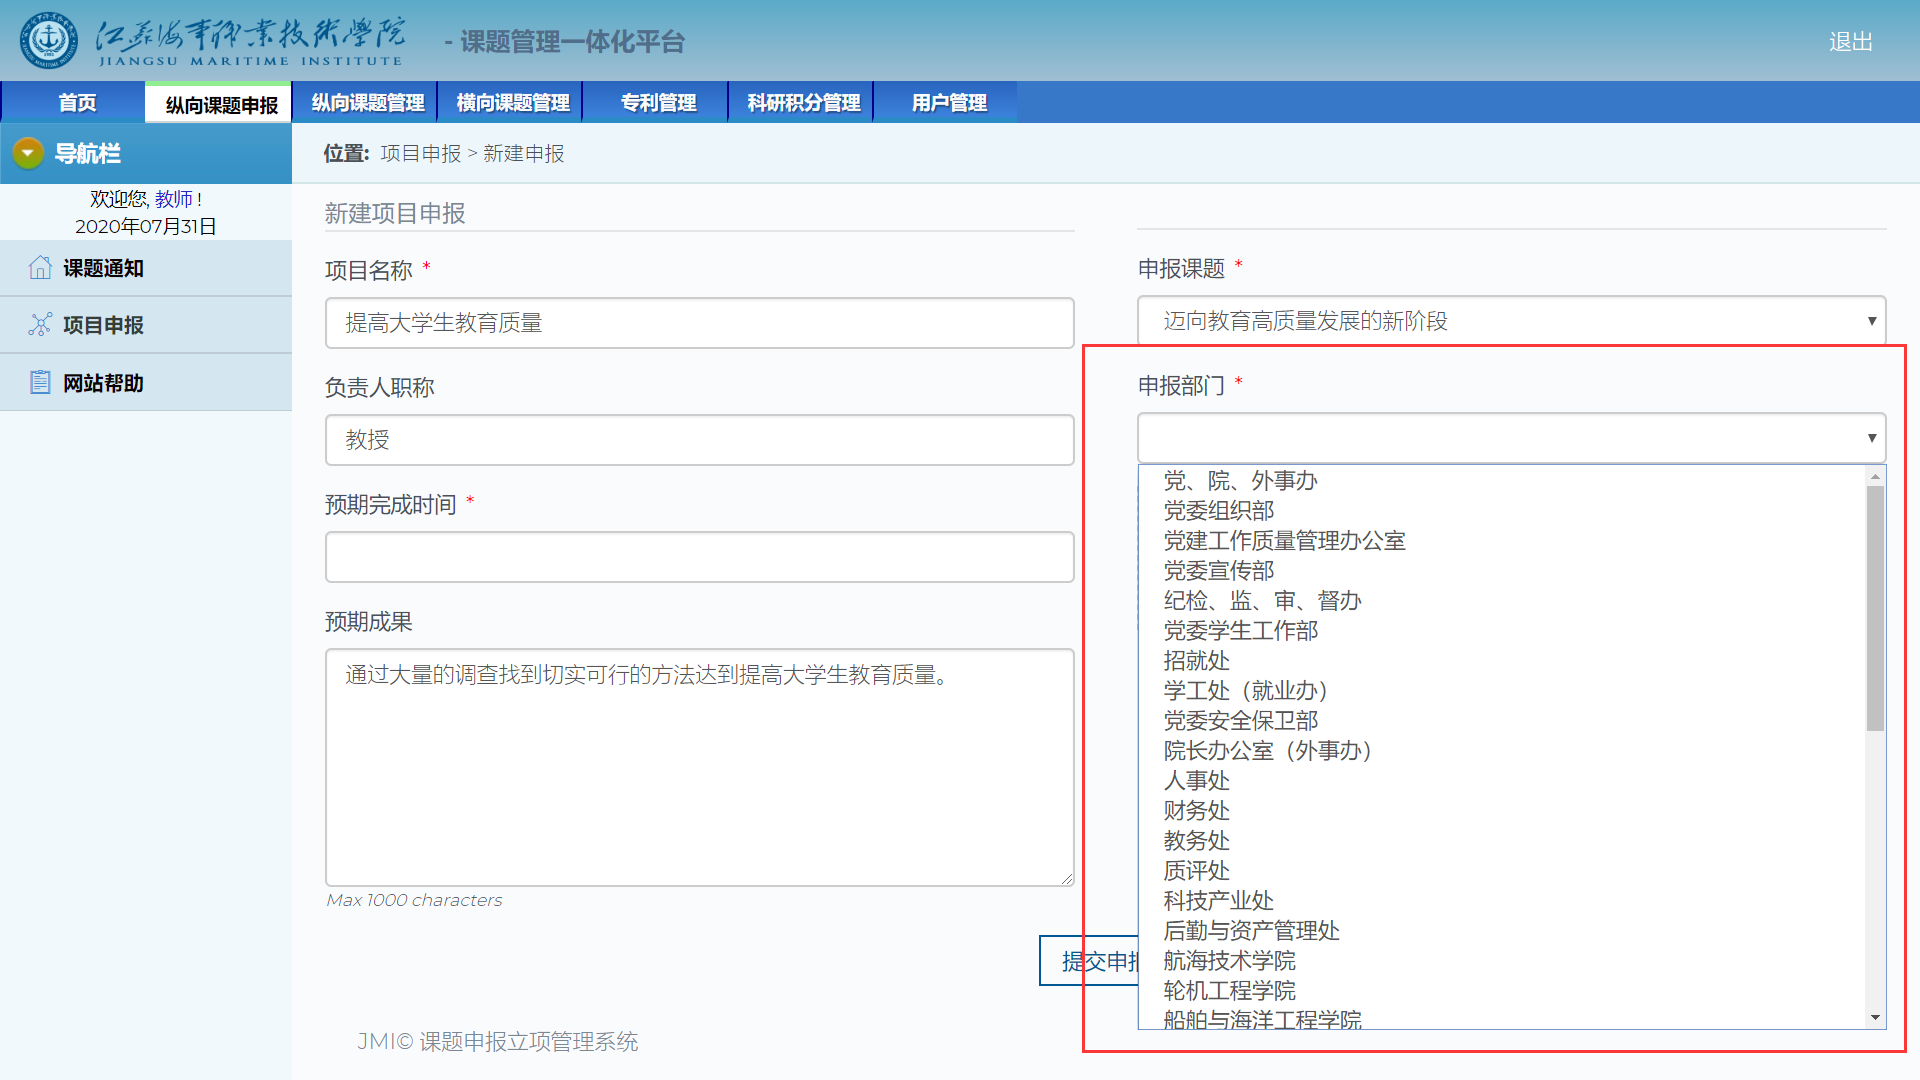 江苏海事职业技术学院
JIANGSU MARITIME INSTITUTE
- 课题管理一体化平台
退出
首页
纵向课题申报
纵向课题管理
横向课题管理
专利管理
科研积分管理
用户管理
导航栏
欢迎您, 教师 !
2020年07月31日
课题通知
项目申报
网站帮助
位置: 项目申报 > 新建申报
新建项目申报
项目名称 *
提高大学生教育质量
负责人职称
教授
预期完成时间 *
预期成果
通过大量的调查找到切实可行的方法达到提高大学生教育质量。
Max 1000 characters
申报课题 *
迈向教育高质量发展的新阶段
申报部门 *
党、院、外事办
党委组织部
党建工作质量管理办公室
党委宣传部
纪检、监、审、督办
党委学生工作部
招就处
学工处（就业办）
党委安全保卫部
院长办公室（外事办）
人事处
财务处
教务处
质评处
科技产业处
后勤与资产管理处
航海技术学院
轮机工程学院
船舶与海洋工程学院
提交申报
JMI© 课题申报立项管理系统